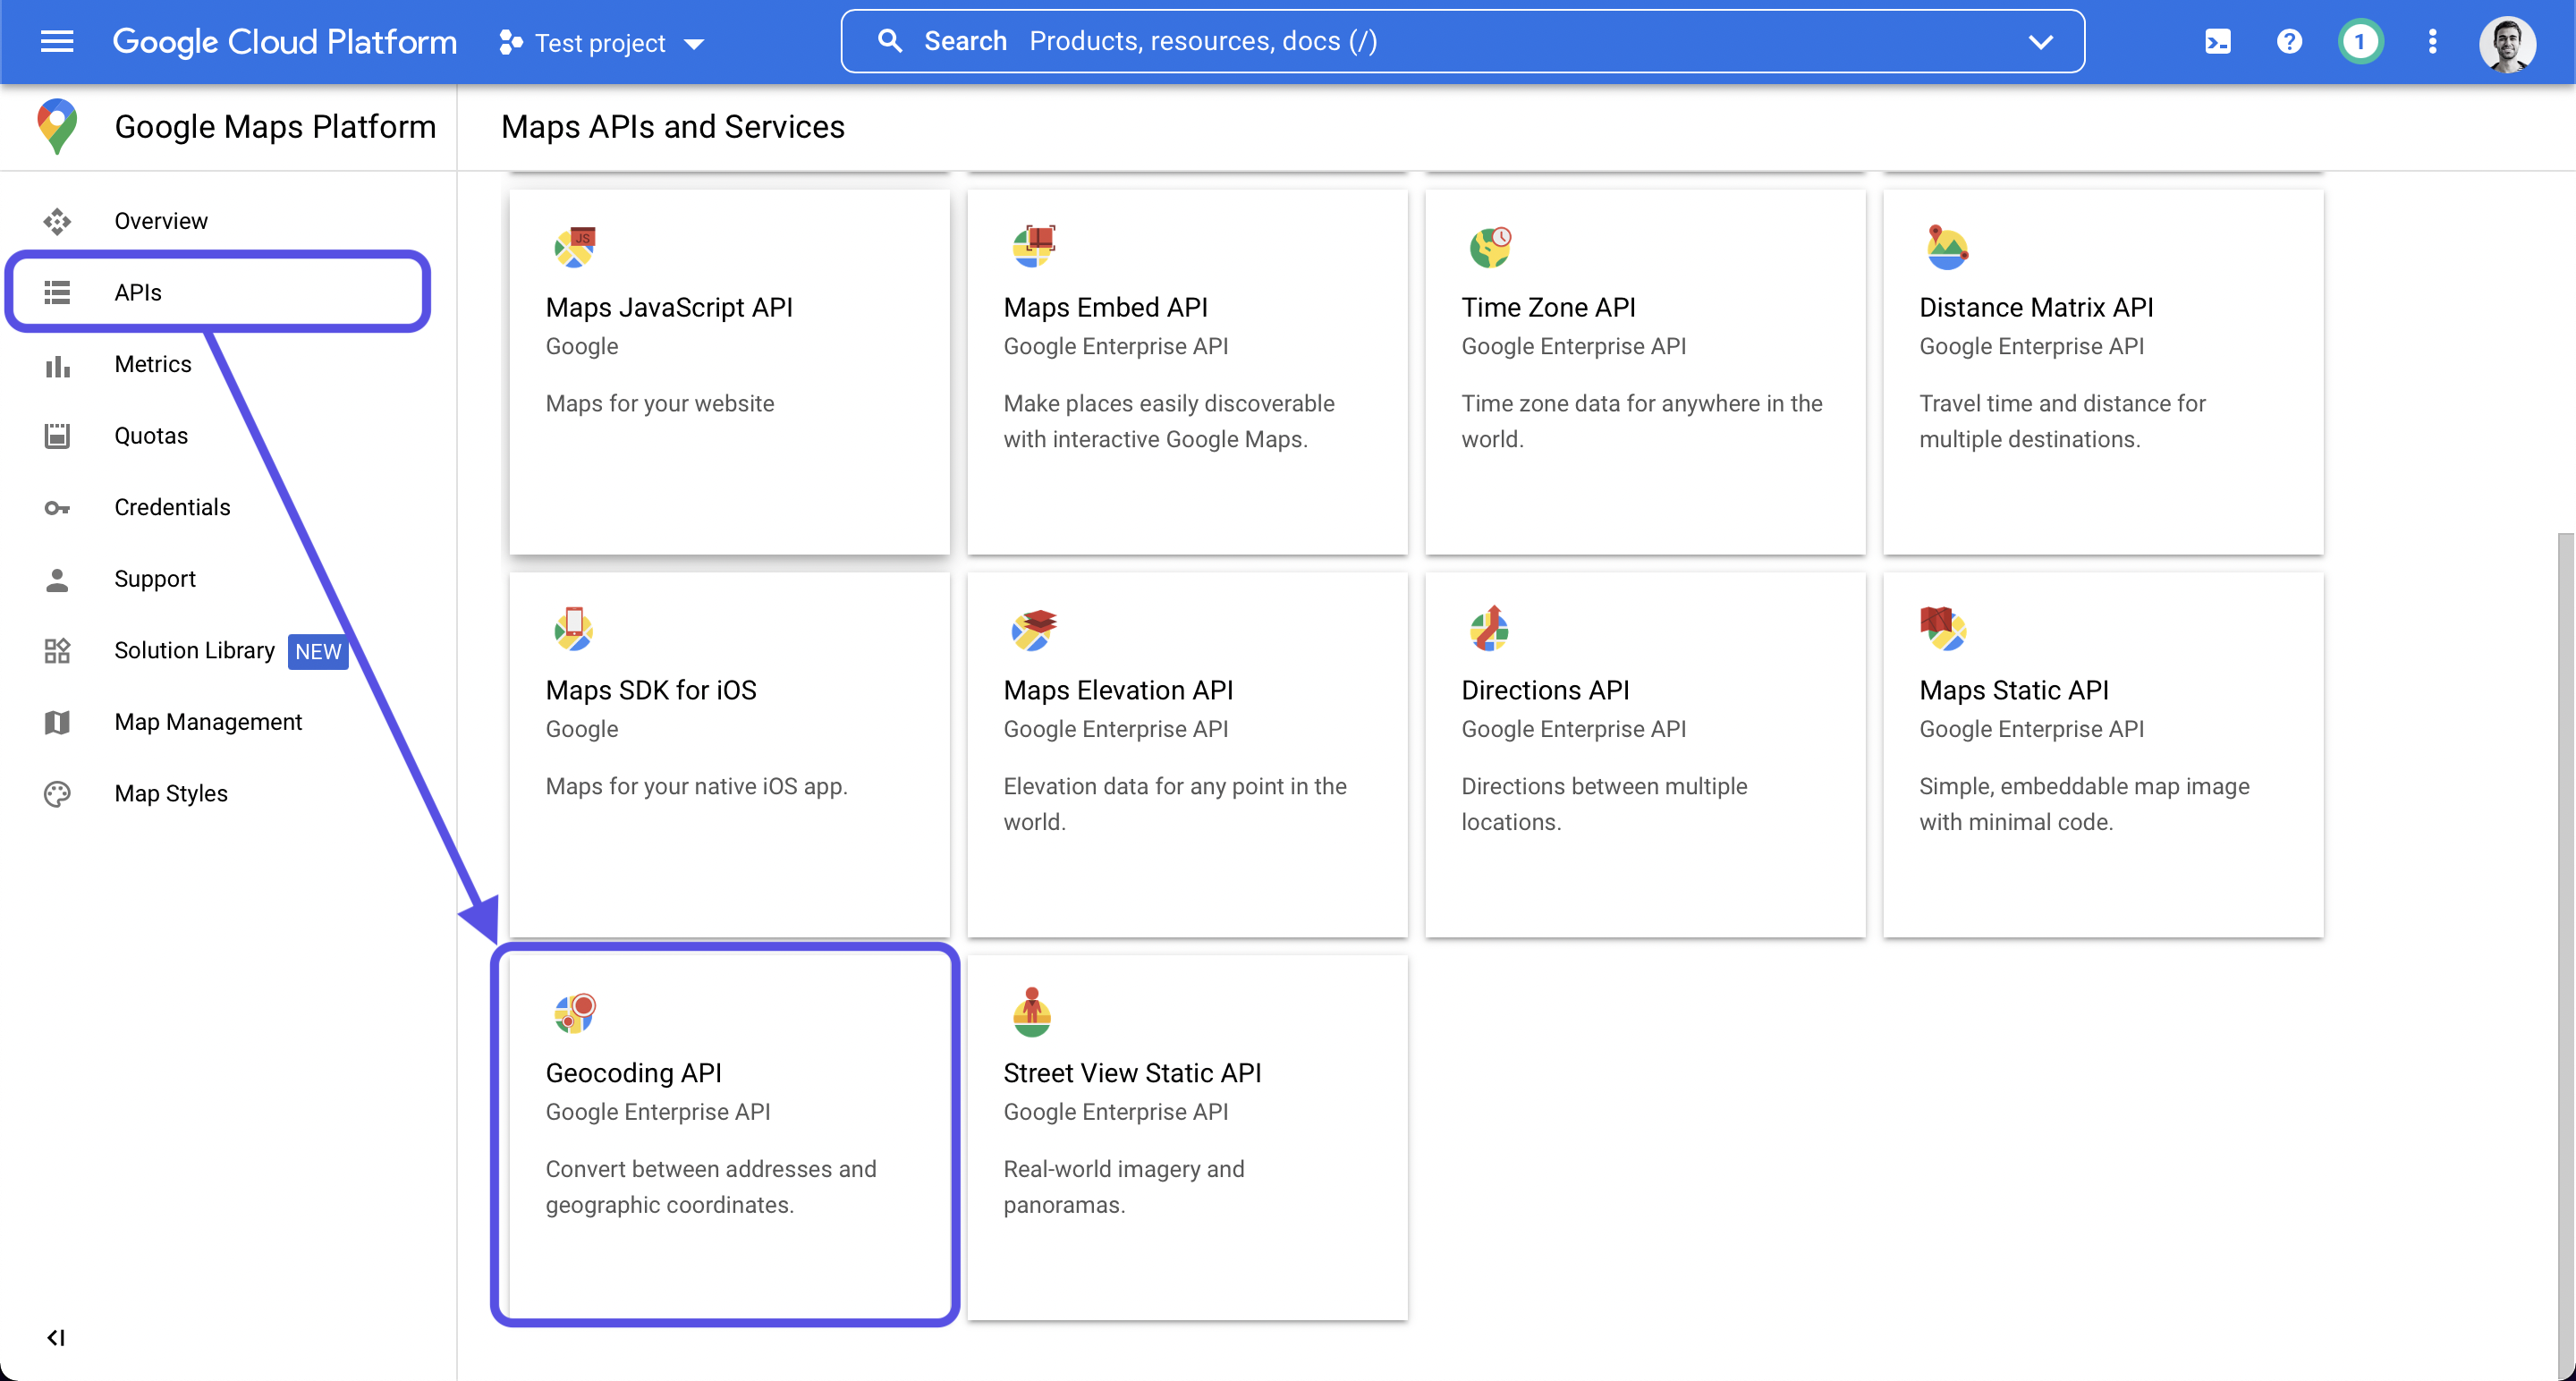 Google Cloud Platform
Test project
Search Products, resources, docs (/)
1
Google Maps Platform
Maps APIs and Services
Overview
APIs
Metrics
Quotas
Credentials
Support
Solution Library NEW
Map Management
Map Styles
JS
Maps JavaScript API
Google
Maps for your website
Maps Embed API
Google Enterprise API
Make places easily discoverable
with interactive Google Maps.
Time Zone API
Google Enterprise API
Time zone data for anywhere in the
world.
Distance Matrix API
Google Enterprise API
Travel time and distance for
multiple destinations.
Maps SDK for iOS
Google
Maps for your native iOS app.
Maps Elevation API
Google Enterprise API
Elevation data for any point in the
world.
Directions API
Google Enterprise API
Directions between multiple
locations.
Maps Static API
Google Enterprise API
Simple, embeddable map image
with minimal code.
Geocoding API
Google Enterprise API
Convert between addresses and
geographic coordinates.
Street View Static API
Google Enterprise API
Real-world imagery and
panoramas.